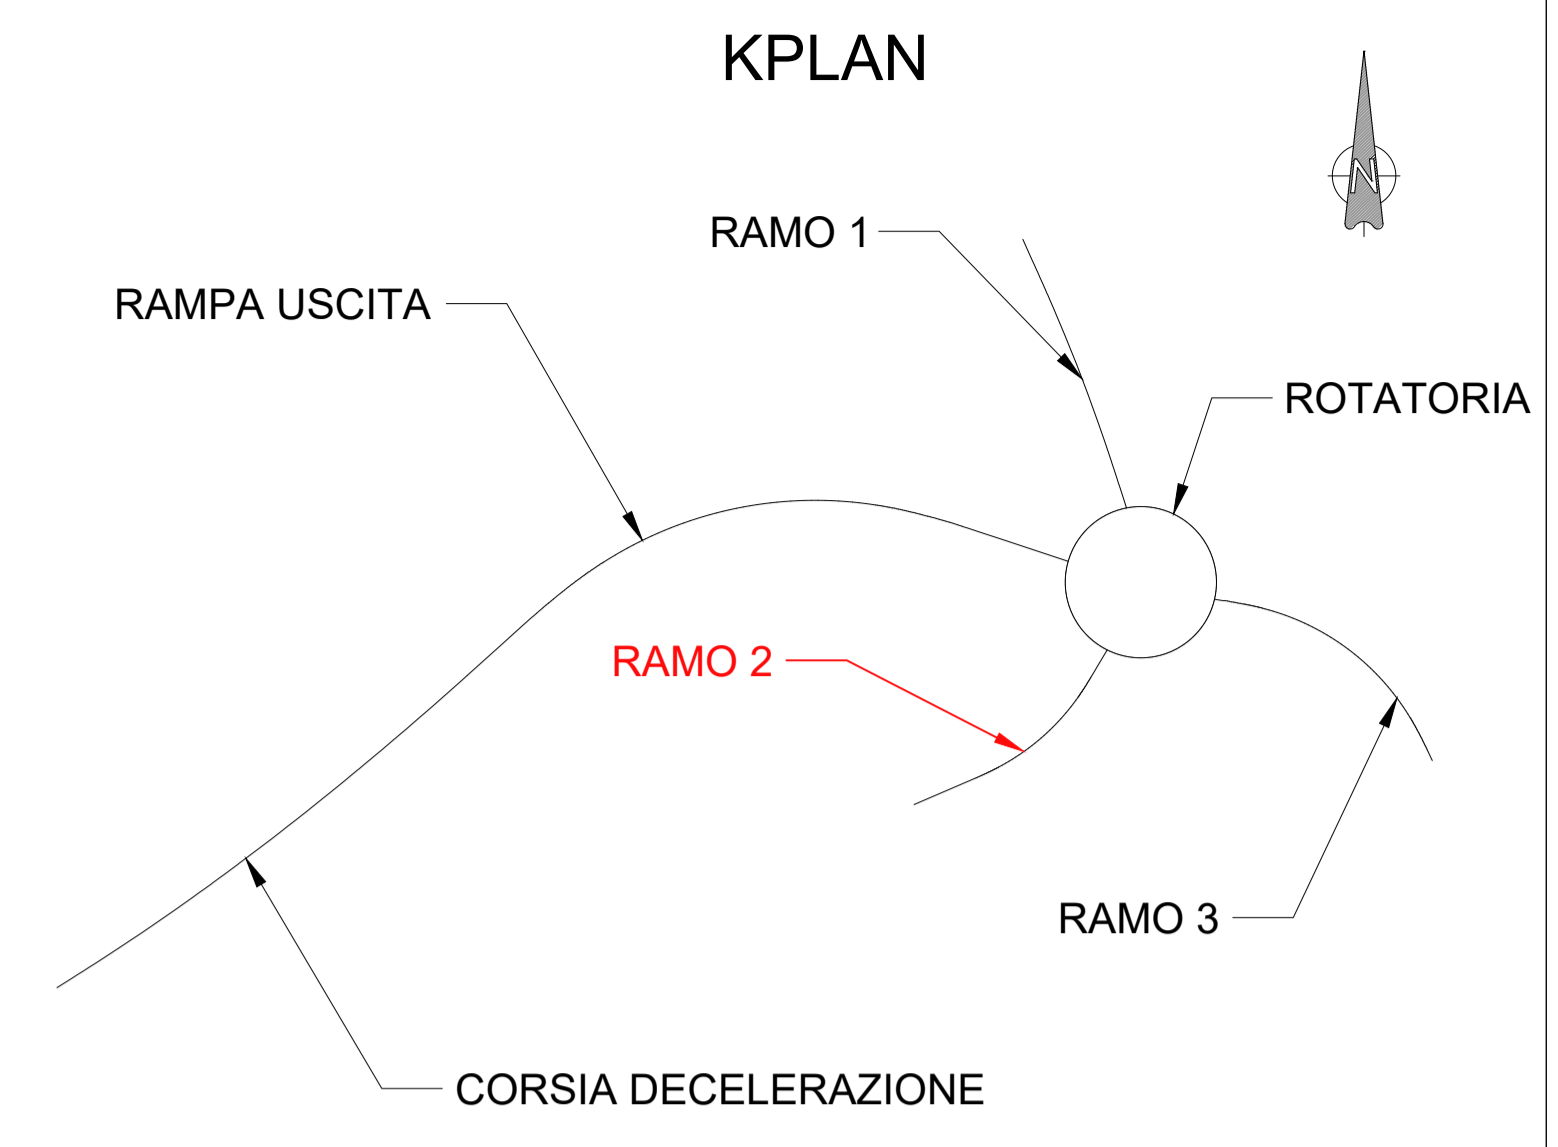 KPLAN
N
RAMO 1
RAMPA USCITA
ROTATORIA
RAMO 2
RAMO 3
CORSIA DECELERAZIONE